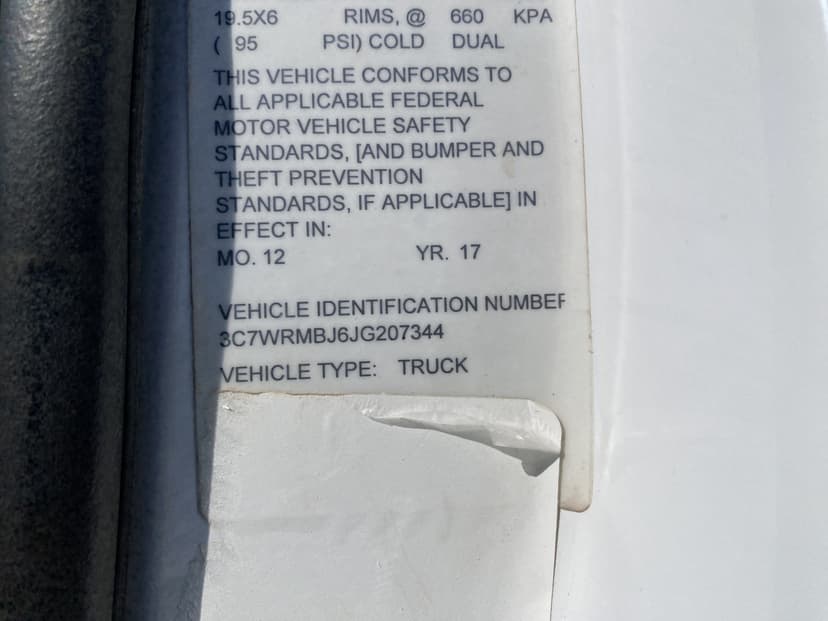 19.5X6 RIMS, @ 660 KPA
( 95 PSI) COLD DUAL
THIS VEHICLE CONFORMS TO
ALL APPLICABLE FEDERAL
MOTOR VEHICLE SAFETY
STANDARDS, [AND BUMPER AND
THEFT PREVENTION
STANDARDS, IF APPLICABLE] IN
EFFECT IN:
MO. 12 YR. 17
VEHICLE IDENTIFICATION NUMBER
3C7WRMBJ6JG207344
VEHICLE TYPE: TRUCK